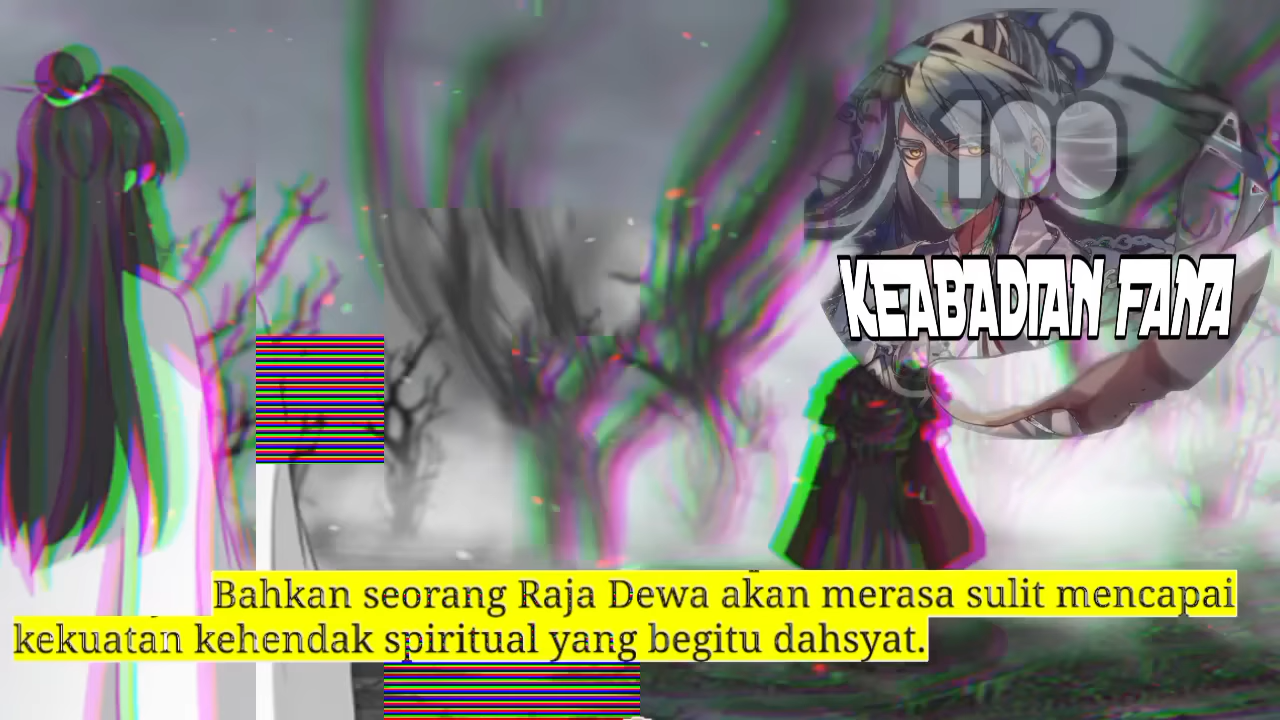 100
KEABADIAN FANA
Bahkan seorang Raja Dewa akan merasa sulit mencapai
kekuatan kehendak spiritual yang begitu dahsyat.